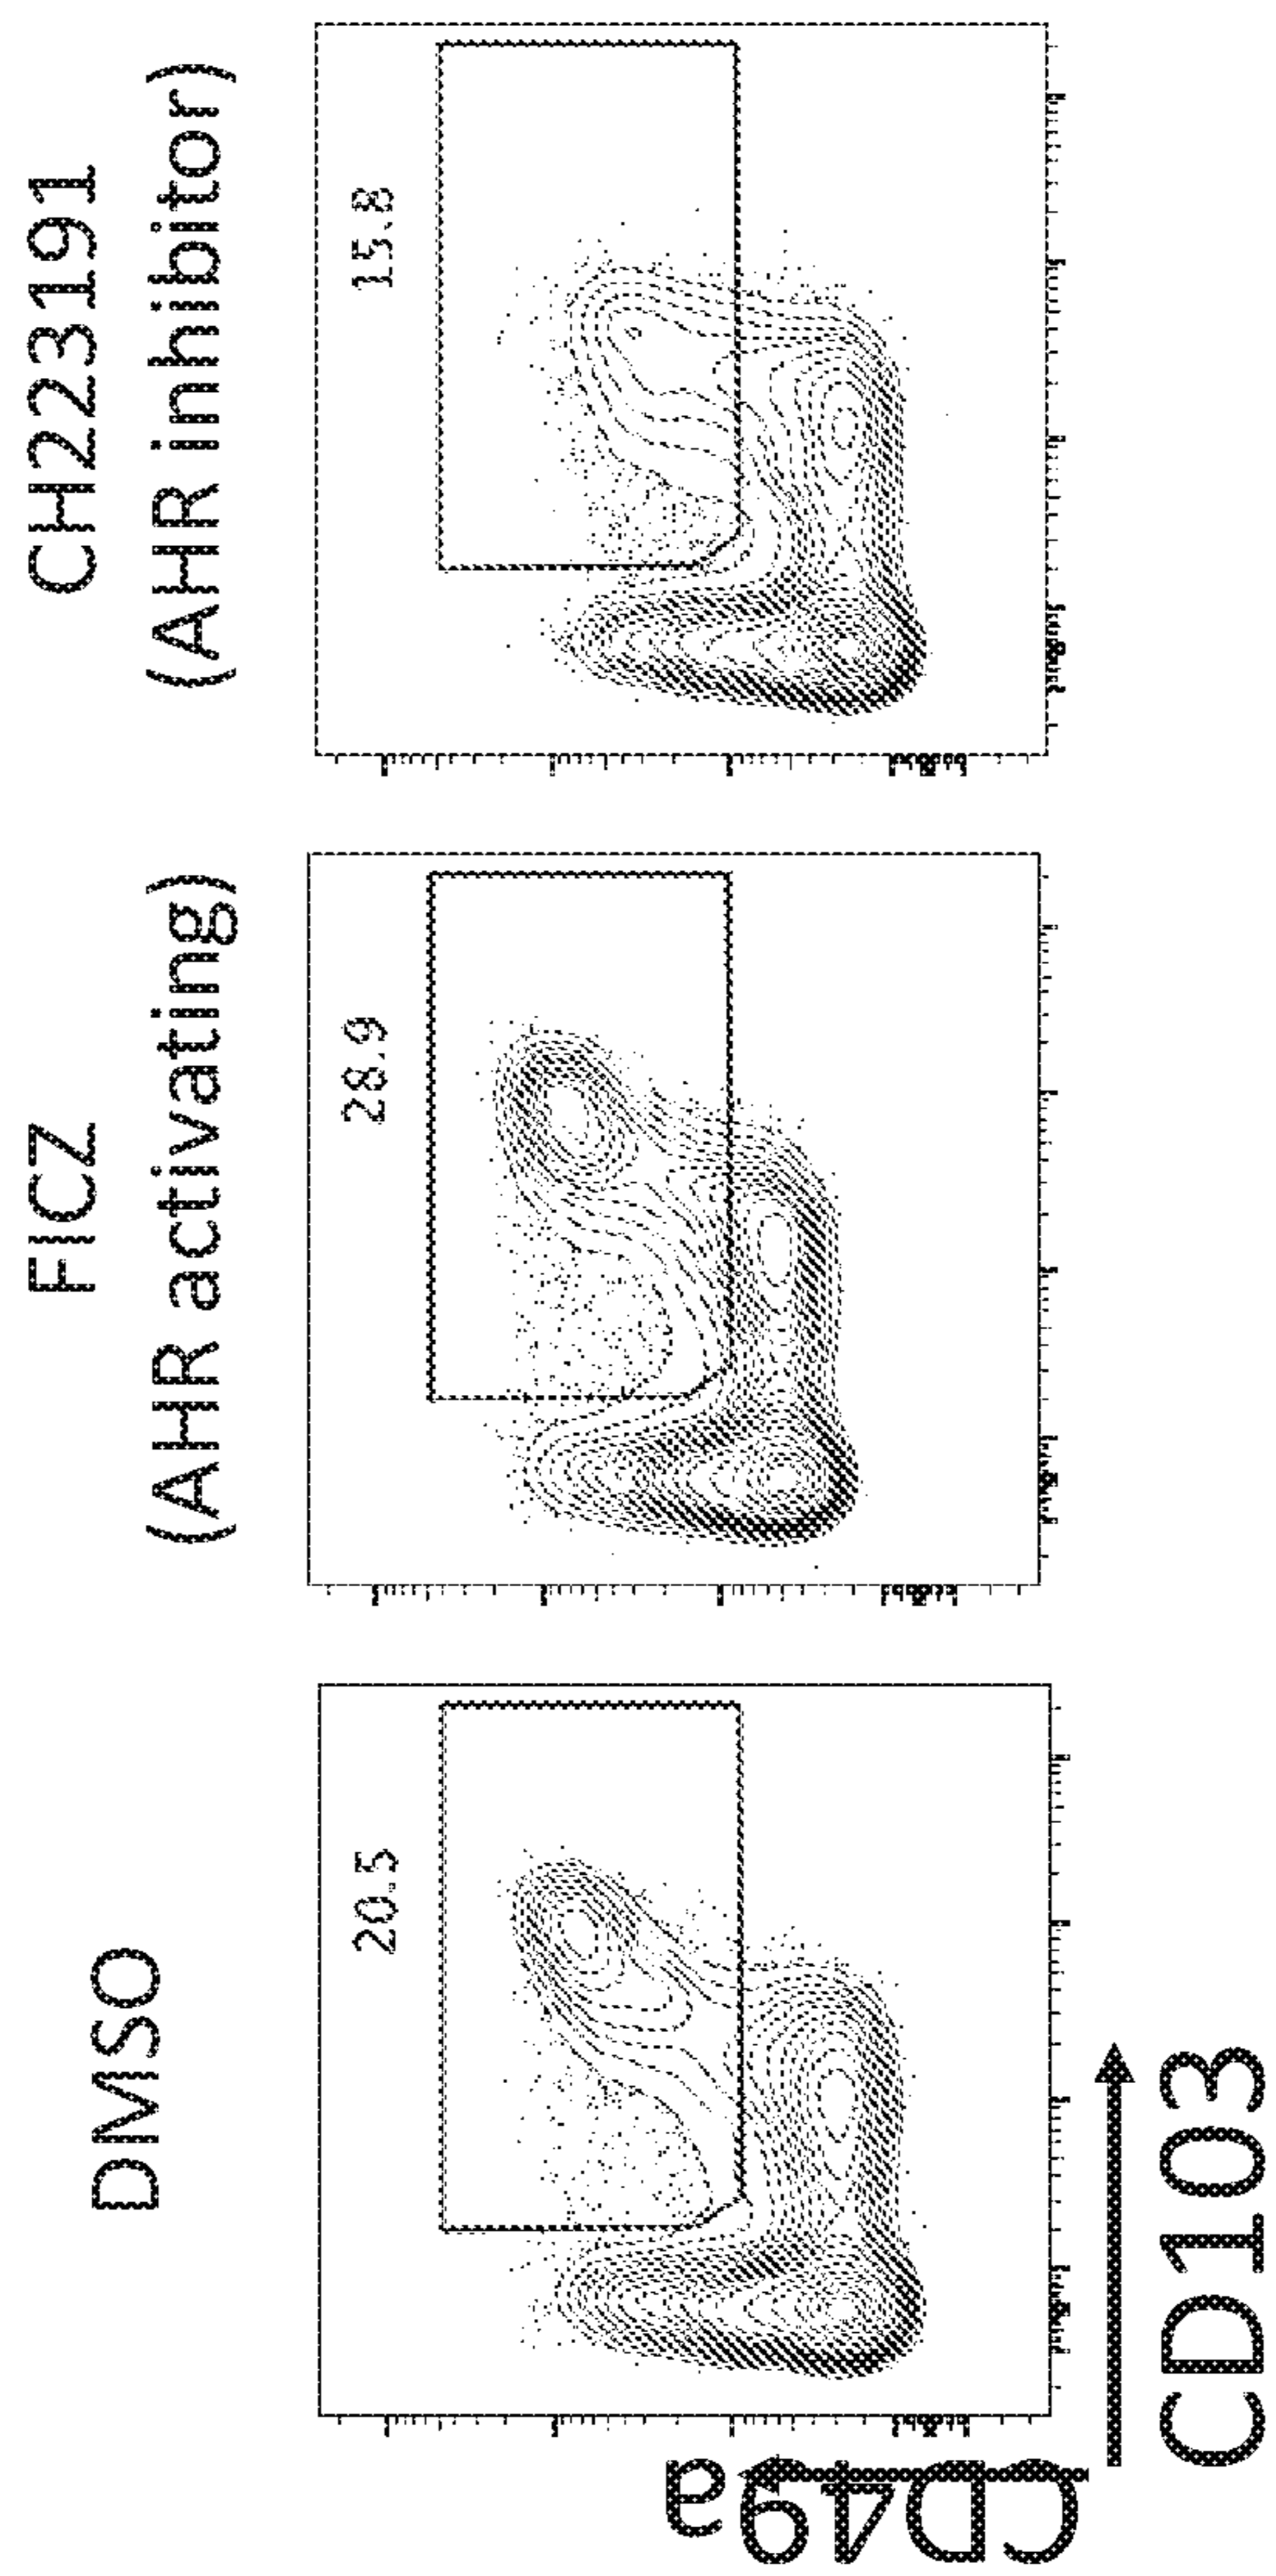 DMSO
FICZ
(AHR activating)
CH223191
(AHR inhibitor)
20.5
28.9
15.8
CD49a
CD103